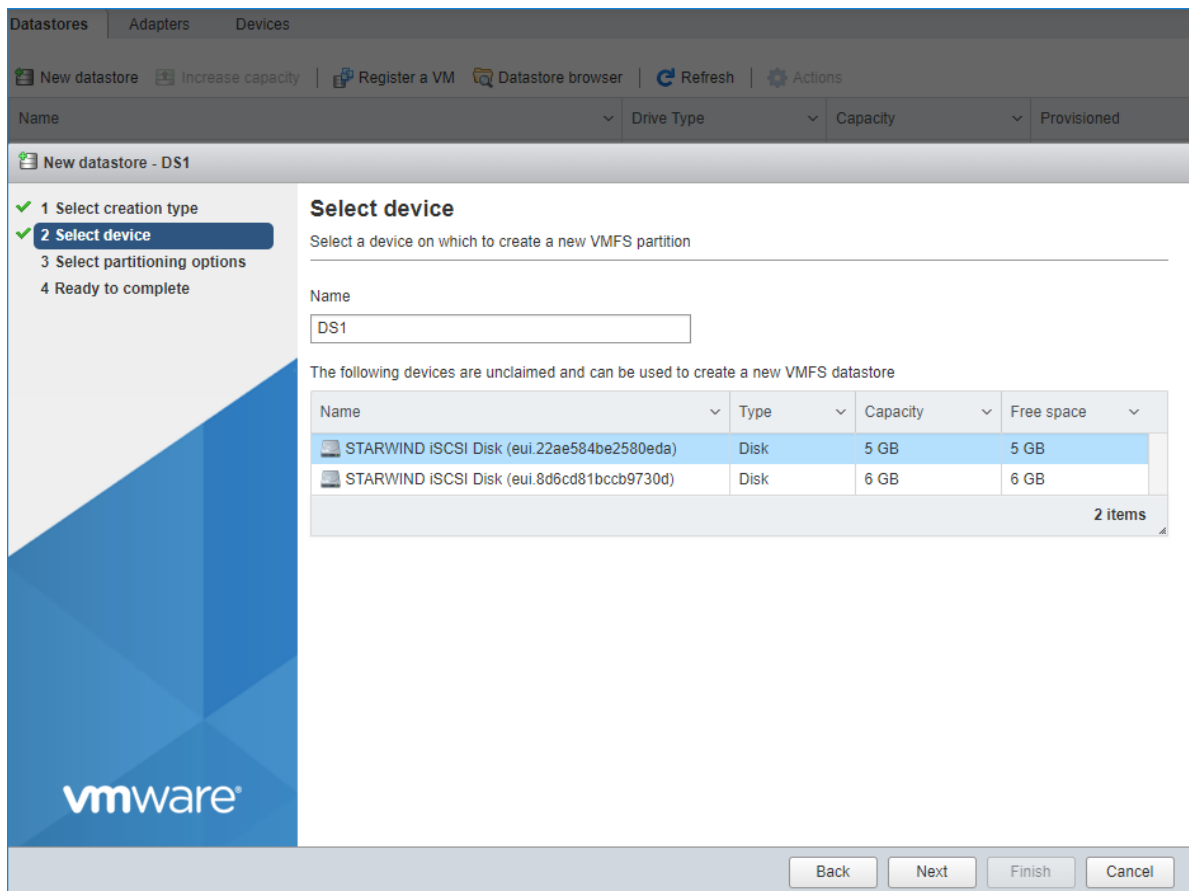 Datastores Adapters Devices
New datastore Increase capacity Register a VM Datastore browser Refresh Actions
Name Drive Type Capacity Provisioned
New datastore - DS1
1 Select creation type
2 Select device
3 Select partitioning options
4 Ready to complete
vmware®
Select device
Select a device on which to create a new VMFS partition
Name
DS1
The following devices are unclaimed and can be used to create a new VMFS datastore
Name Type Capacity Free space
STARWIND iSCSI Disk (eui.22ae584be2580eda) Disk 5 GB 5 GB
STARWIND iSCSI Disk (eui.8d6cd81bccb9730d) Disk 6 GB 6 GB
2 items
Back Next Finish Cancel